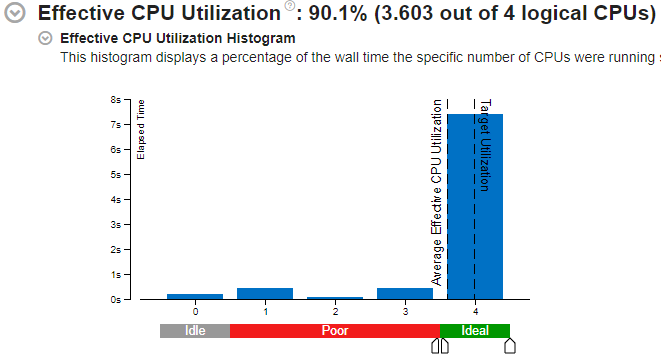 Effective CPU Utilization ?: 90.1% (3.603 out of 4 logical CPUs)
Effective CPU Utilization Histogram
This histogram displays a percentage of the wall time the specific number of CPUs were running
8s
7s
6s
5s
4s
3s
2s
1s
0s
Elapsed Time
Average Effective CPU Utilization
Target Utilization
0
1
2
3
4
Idle
Poor
Ideal